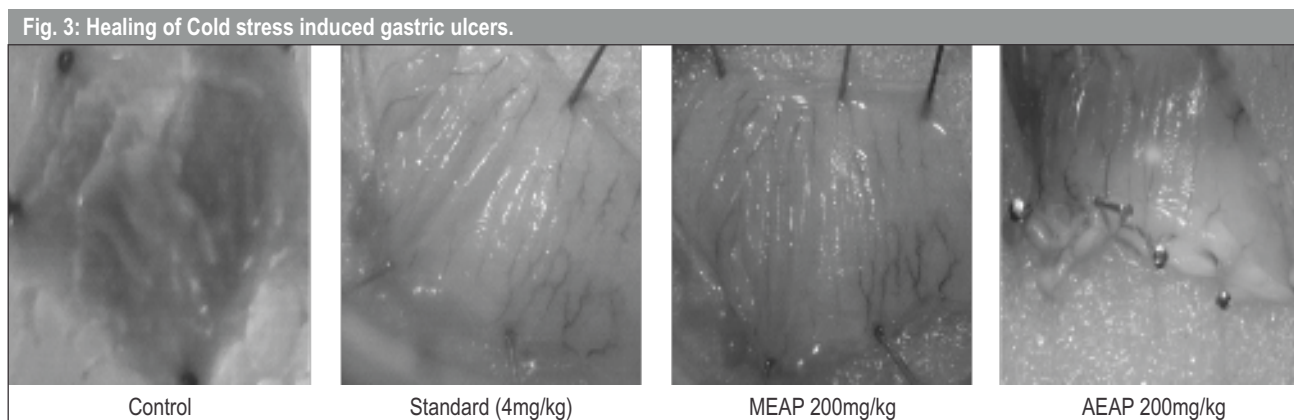 Fig. 3: Healing of Cold stress induced gastric ulcers.
Control
Standard (4mg/kg)
MEAP 200mg/kg
AEAP 200mg/kg